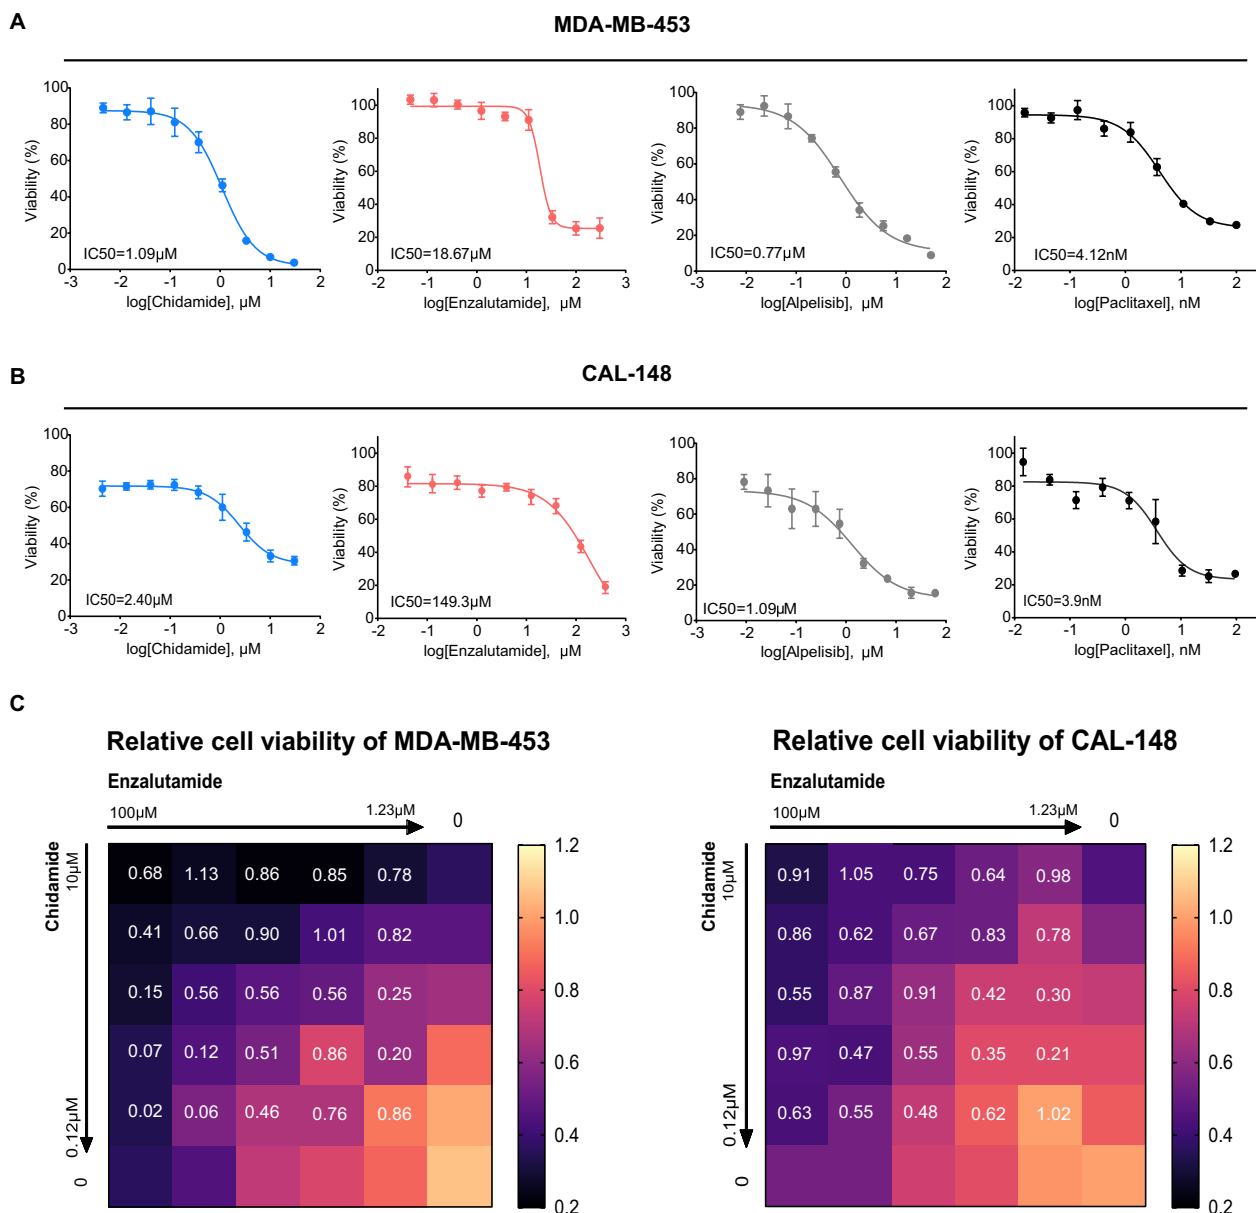 A
MDA-MB-453
Viability (%)
100
80
60
40
20
0
IC50=1.09µM
-3 -2 -1 0 1 2
log[Chidamide], µM
Viability (%)
100
80
60
40
20
0
IC50=18.67µM
-2 -1 0 1 2 3
log[Enzalutamide], µM
Viability (%)
100
80
60
40
20
0
IC50=0.77µM
-3 -2 -1 0 1 2
log[Alpelisib], µM
Viability (%)
100
80
60
40
20
0
IC50=4.12nM
-2 -1 0 1 2
log[Paclitaxel], nM
B
CAL-148
Viability (%)
100
80
60
40
20
0
IC50=2.40µM
-3 -2 -1 0 1 2
log[Chidamide], µM
Viability (%)
100
80
60
40
20
0
IC50=149.3µM
-2 -1 0 1 2 3
log[Enzalutamide], µM
Viability (%)
100
80
60
40
20
0
IC50=1.09µM
-3 -2 -1 0 1 2
log[Alpelisib], µM
Viability (%)
100
80
60
40
20
0
IC50=3.9nM
-2 -1 0 1 2
log[Paclitaxel], nM
C
Relative cell viability of MDA-MB-453
Enzalutamide
100µM 1.23µM 0
Chidamide
10µM
0.12µM
0
0.68 1.13 0.86 0.85 0.78
0.41 0.66 0.90 1.01 0.82
0.15 0.56 0.56 0.56 0.25
0.07 0.12 0.51 0.86 0.20
0.02 0.06 0.46 0.76 0.86
1.2
1.0
0.8
0.6
0.4
0.2
Relative cell viability of CAL-148
Enzalutamide
100µM 1.23µM 0
Chidamide
10µM
0.12µM
0
0.91 1.05 0.75 0.64 0.98
0.86 0.62 0.67 0.83 0.78
0.55 0.87 0.91 0.42 0.30
0.97 0.47 0.55 0.35 0.21
0.63 0.55 0.48 0.62 1.02
1.2
1.0
0.8
0.6
0.4
0.2